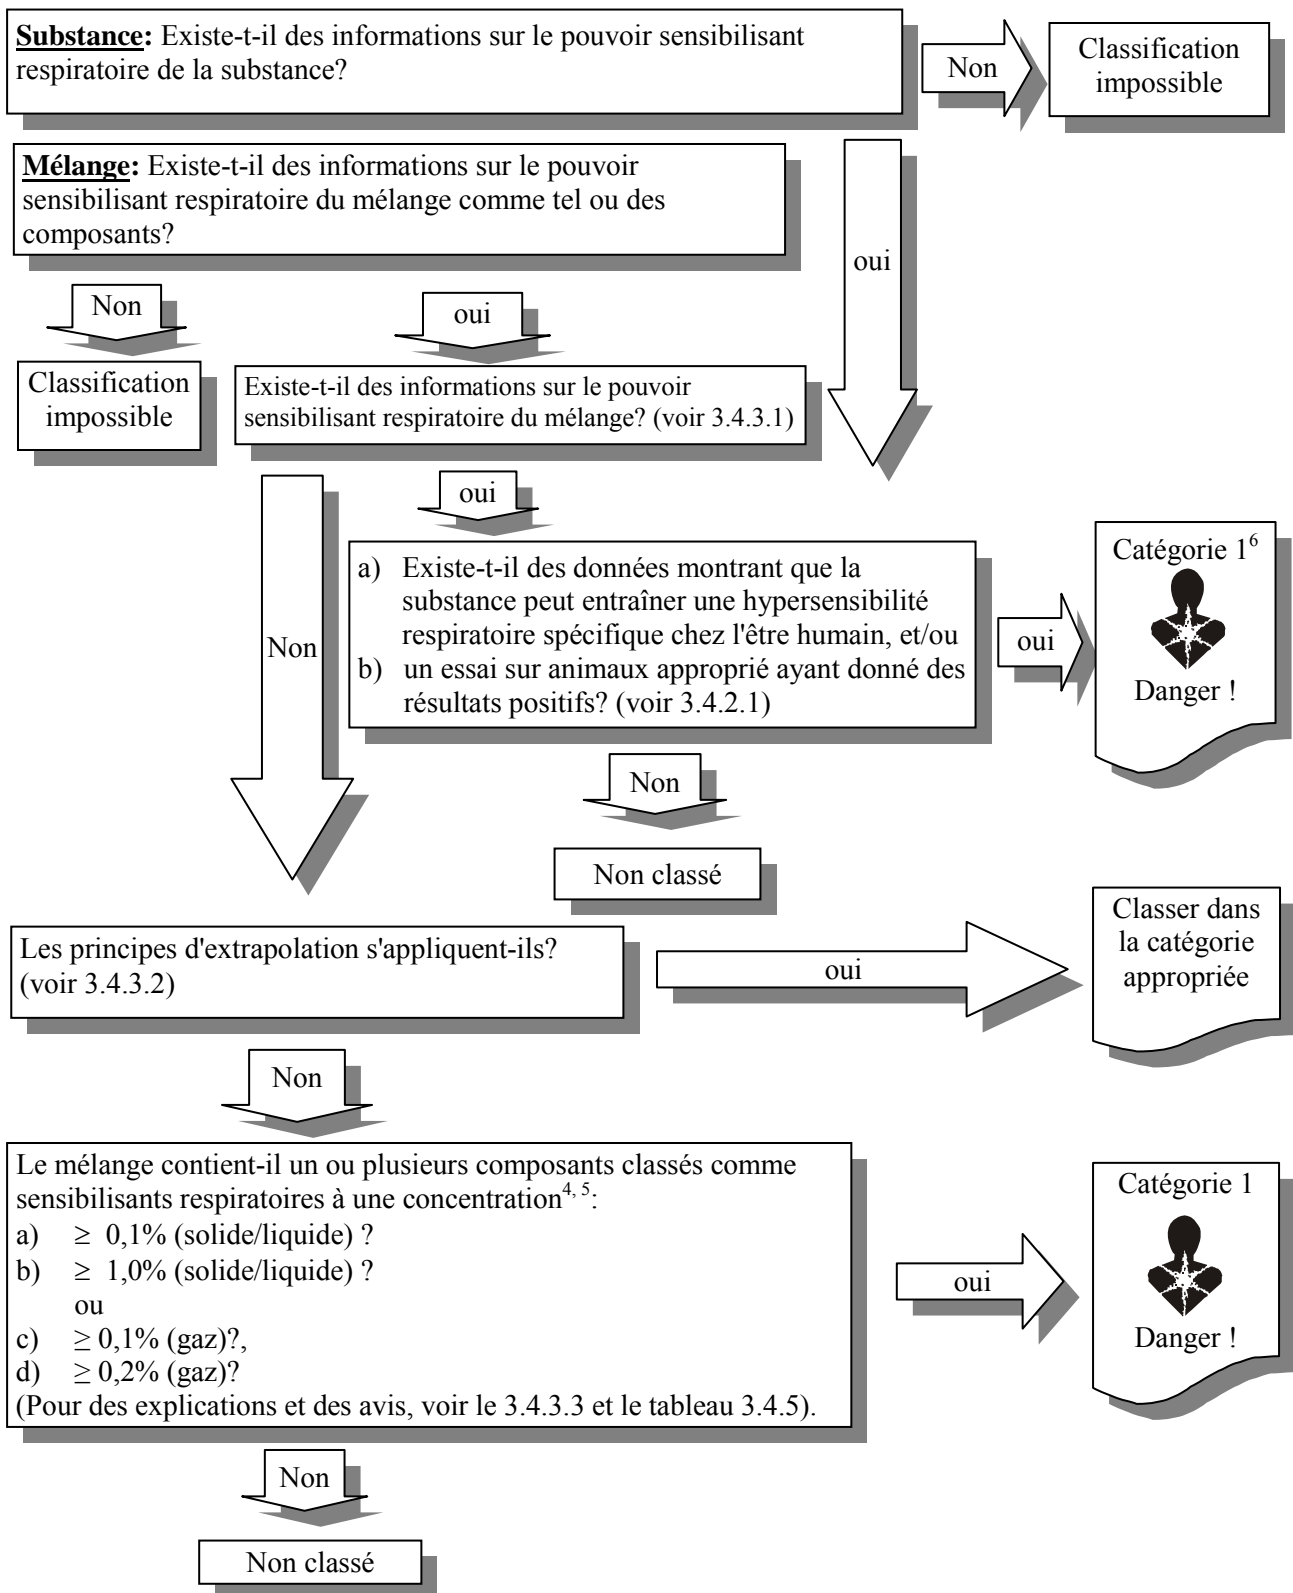 Substance: Existe-t-il des informations sur le pouvoir sensibilisant
respiratoire de la substance?
Non
Classification
impossible
Mélange: Existe-t-il des informations sur le pouvoir
sensibilisant respiratoire du mélange comme tel ou des
composants?
oui
Non
oui
Classification
impossible
Existe-t-il des informations sur le pouvoir
sensibilisant respiratoire du mélange? (voir 3.4.3.1)
oui
Non
a) Existe-t-il des données montrant que la
substance peut entraîner une hypersensibilité
respiratoire spécifique chez l'être humain, et/ou
b) un essai sur animaux approprié ayant donné des
résultats positifs? (voir 3.4.2.1)
oui
Catégorie 1⁶
Danger !
Non
Non classé
Les principes d'extrapolation s'appliquent-ils?
(voir 3.4.3.2)
oui
Classer dans
la catégorie
appropriée
Non
Le mélange contient-il un ou plusieurs composants classés comme
sensibilisants respiratoires à une concentration⁴, ⁵:
a) ≥ 0,1% (solide/liquide) ?
b) ≥ 1,0% (solide/liquide) ?
ou
c) ≥ 0,1% (gaz)?,
d) ≥ 0,2% (gaz)?
(Pour des explications et des avis, voir le 3.4.3.3 et le tableau 3.4.5).
oui
Catégorie 1
Danger !
Non
Non classé